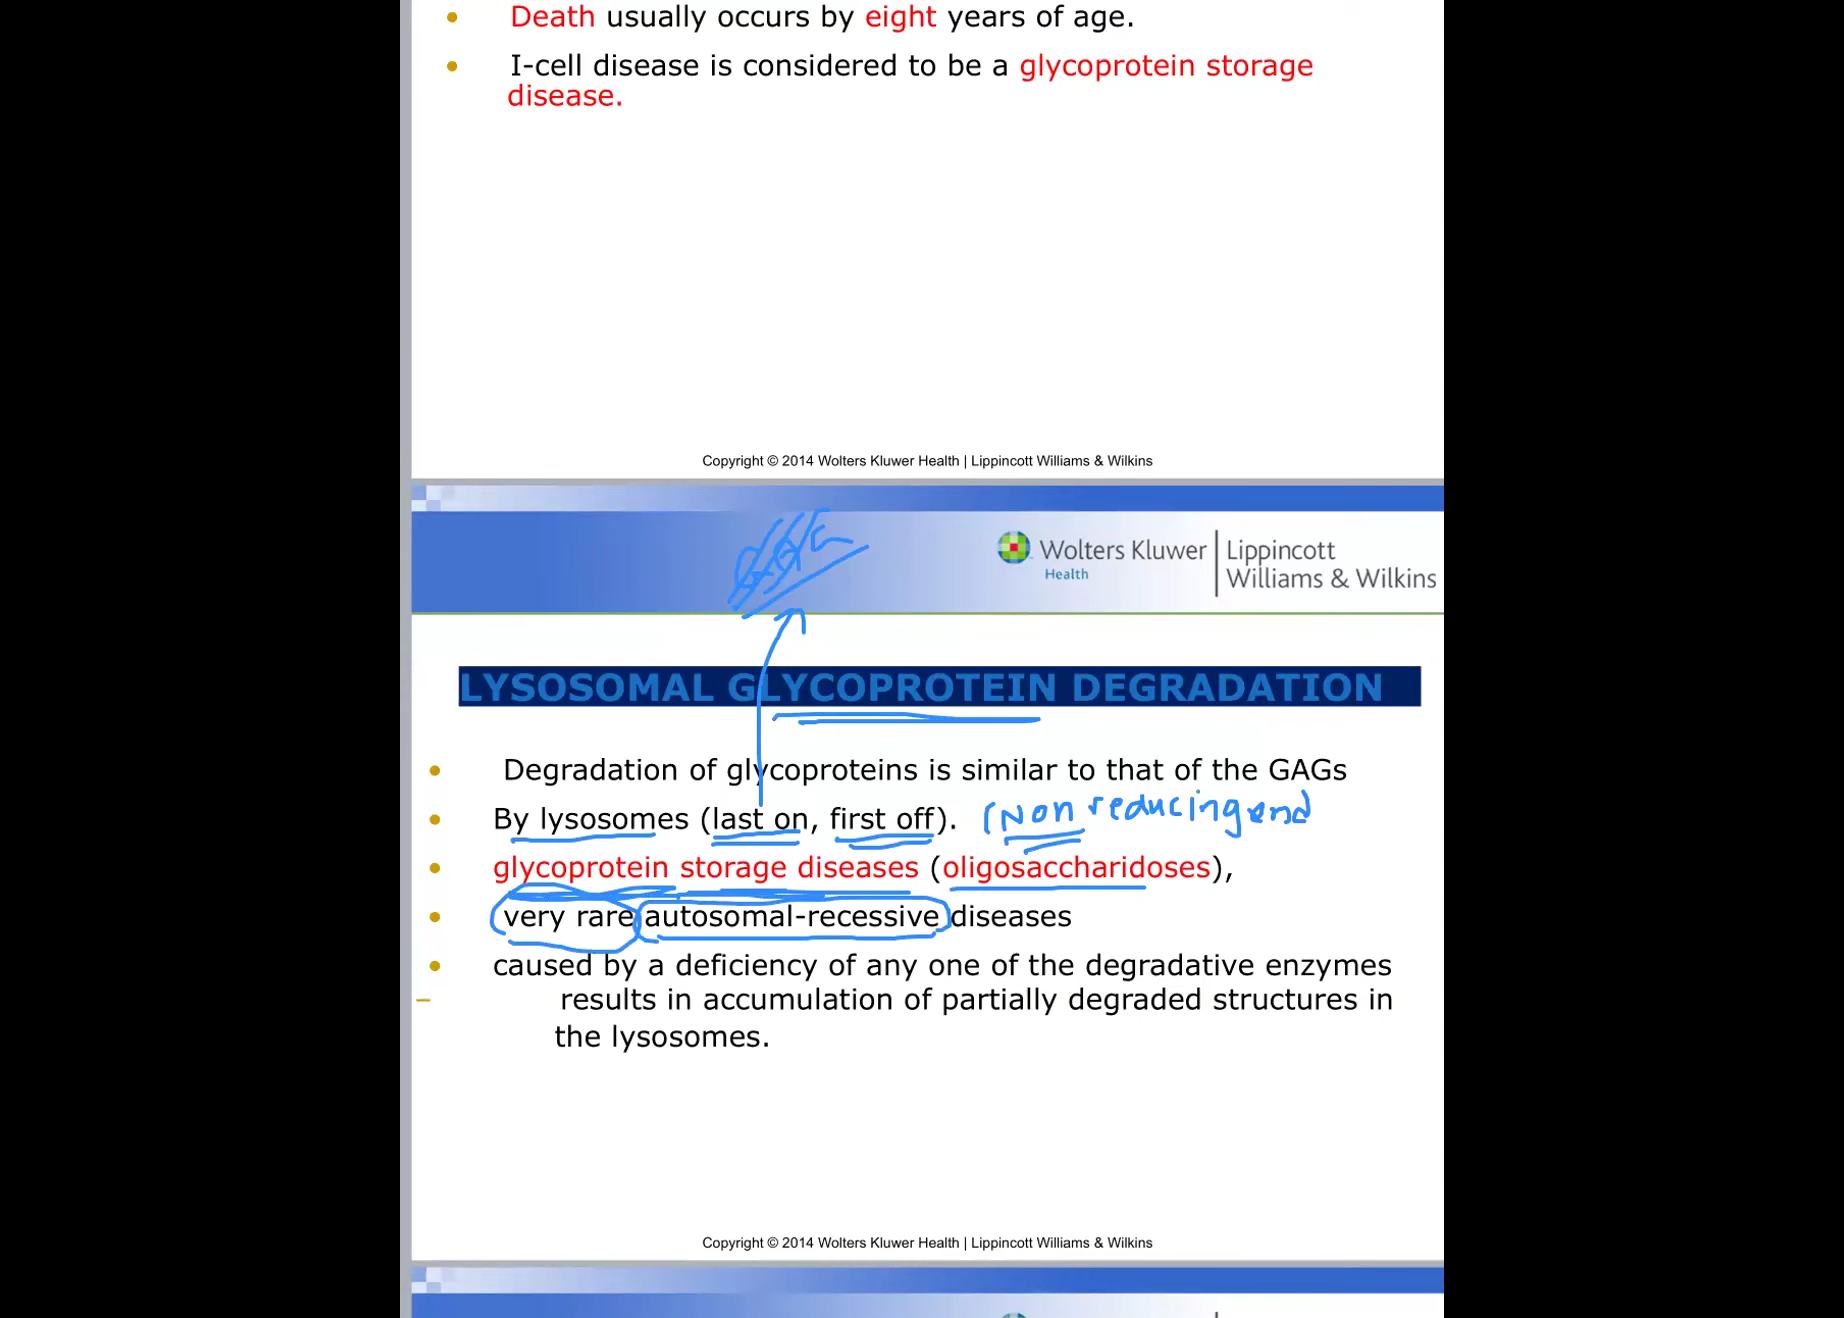 • Death usually occurs by eight years of age.
• I-cell disease is considered to be a glycoprotein storage
disease.
Copyright © 2014 Wolters Kluwer Health | Lippincott Williams & Wilkins
Wolters Kluwer
Health
Lippincott
Williams & Wilkins
LYSOSOMAL GLYCOPROTEIN DEGRADATION
• Degradation of glycoproteins is similar to that of the GAGs
• By lysosomes (last on, first off). (Non reducing end
• glycoprotein storage diseases (oligosaccharidoses),
• very rare autosomal-recessive diseases
• caused by a deficiency of any one of the degradative enzymes
– results in accumulation of partially degraded structures in
the lysosomes.
Copyright © 2014 Wolters Kluwer Health | Lippincott Williams & Wilkins